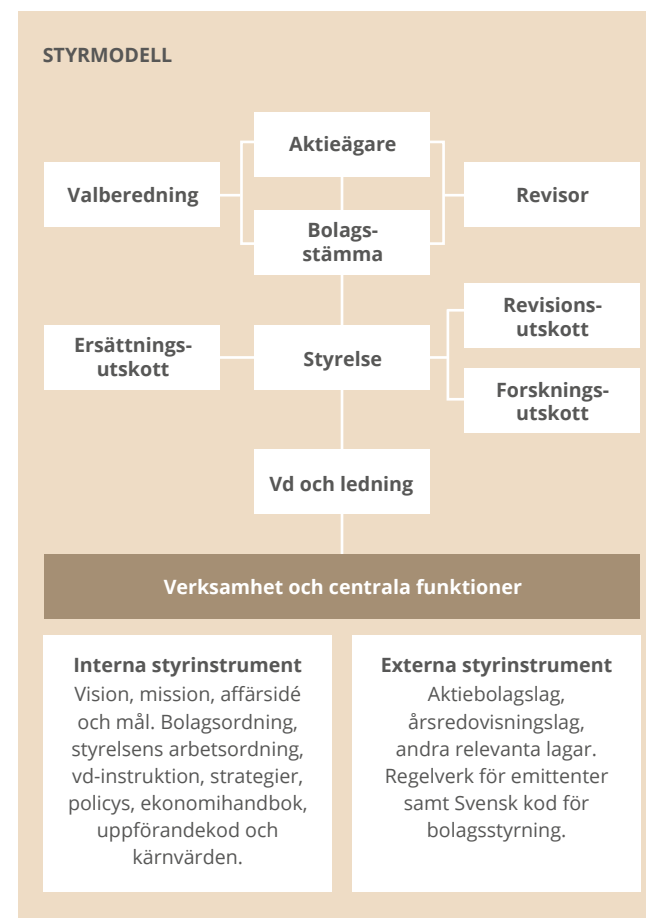 STYRMODELL
Aktieägare
Valberedning
Revisor
Bolags-
stämma
Revisions-
utskott
Ersättnings-
utskott
Styrelse
Forsknings-
utskott
Vd och ledning
Verksamhet och centrala funktioner
Interna styrinstrument
Vision, mission, affärsidé
och mål. Bolagsordning,
styrelsens arbetsordning,
vd-instruktion, strategier,
policys, ekonomihandbok,
uppförandekod och
kärnvärden.
Externa styrinstrument
Aktiebolagslag,
årsredovisningslag,
andra relevanta lagar.
Regelverk för emittenter
samt Svensk kod för
bolagsstyrning.